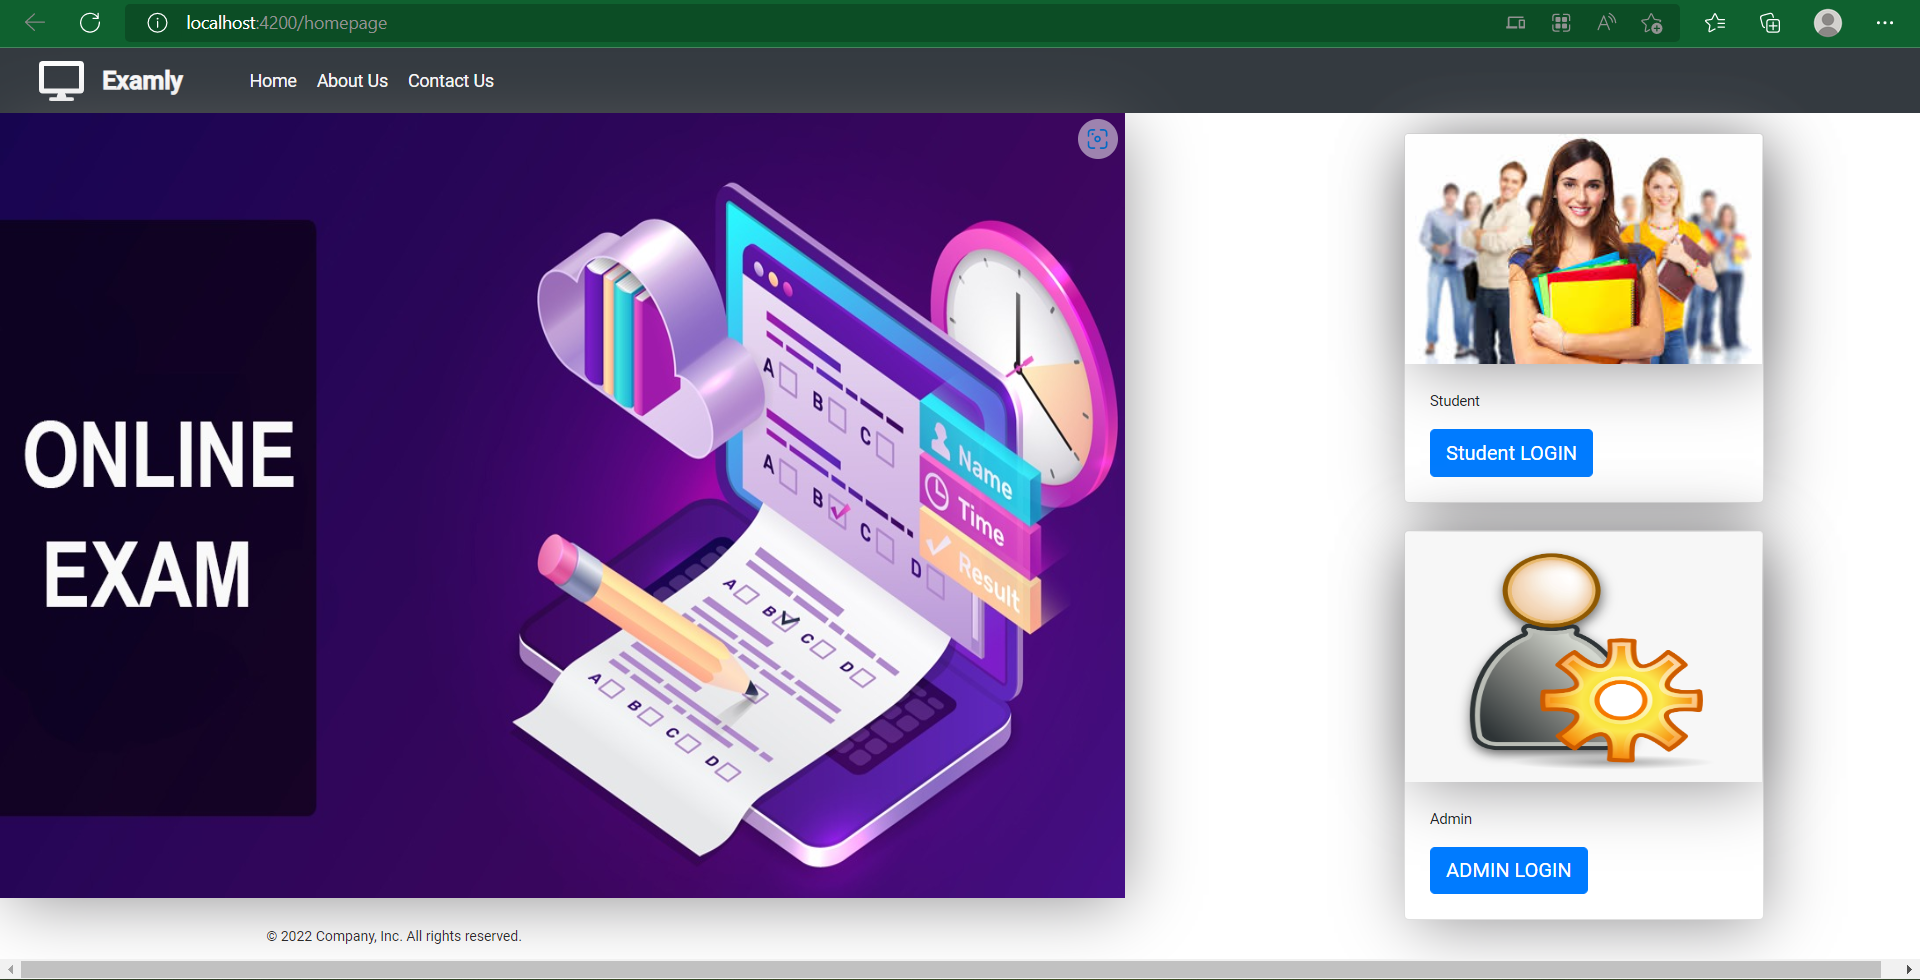 localhost:4200/homepage
Examly
Home About Us Contact Us
ONLINE
EXAM
A
B
C
A
B
C
D
Name
Time
Result
A
B
C
D
A
B
C
D
Student
Student LOGIN
Admin
ADMIN LOGIN
© 2022 Company, Inc. All rights reserved.